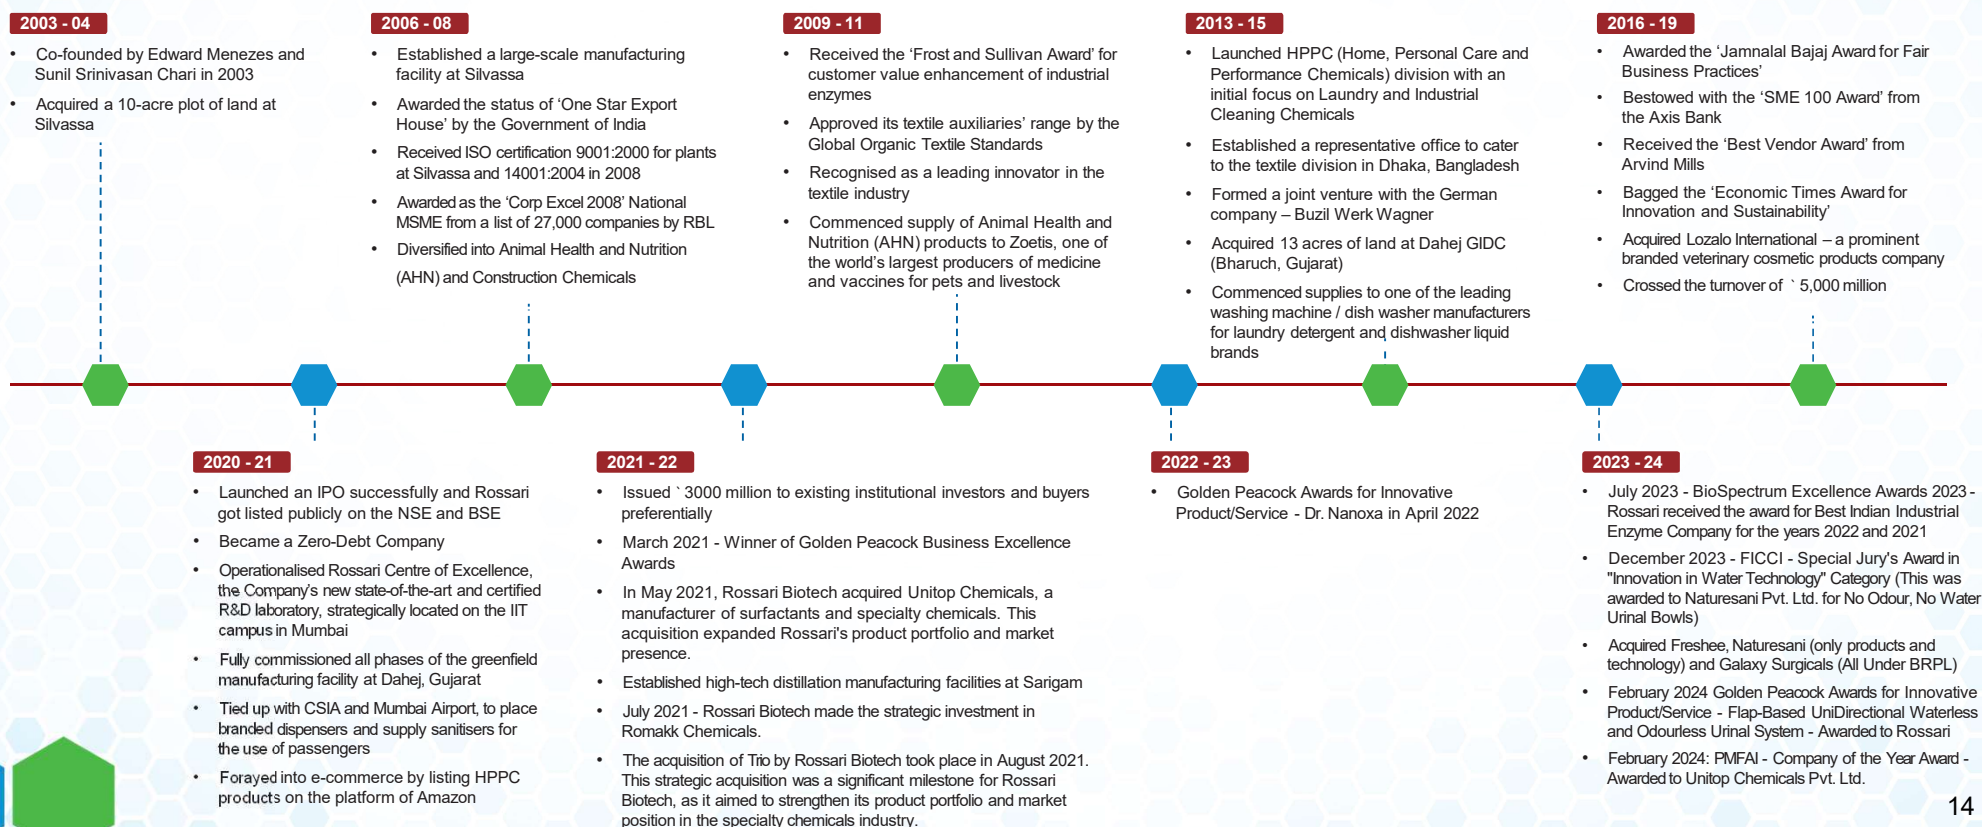 2003 - 04
• Co-founded by Edward Menezes and
Sunil Srinivasan Chari in 2003
• Acquired a 10-acre plot of land at
Silvassa
2006 - 08
• Established a large-scale manufacturing
facility at Silvassa
• Awarded the status of ‘One Star Export
House’ by the Government of India
• Received ISO certification 9001:2000 for plants
at Silvassa and 14001:2004 in 2008
• Awarded as the ‘Corp Excel 2008’ National
MSME from a list of 27,000 companies by RBL
• Diversified into Animal Health and Nutrition
(AHN) and Construction Chemicals
2009 - 11
• Received the ‘Frost and Sullivan Award’ for
customer value enhancement of industrial
enzymes
• Approved its textile auxiliaries’ range by the
Global Organic Textile Standards
• Recognised as a leading innovator in the
textile industry
• Commenced supply of Animal Health and
Nutrition (AHN) products to Zoetis, one of
the world’s largest producers of medicine
and vaccines for pets and livestock
2013 - 15
• Launched HPPC (Home, Personal Care and
Performance Chemicals) division with an
initial focus on Laundry and Industrial
Cleaning Chemicals
• Established a representative office to cater
to the textile division in Dhaka, Bangladesh
• Formed a joint venture with the German
company – Buzil Werk Wagner
• Acquired 13 acres of land at Dahej GIDC
(Bharuch, Gujarat)
• Commenced supplies to one of the leading
washing machine / dish washer manufacturers
for laundry detergent and dishwasher liquid
brands
2016 - 19
• Awarded the ‘Jamnalal Bajaj Award for Fair
Business Practices’
• Bestowed with the ‘SME 100 Award’ from
the Axis Bank
• Received the ‘Best Vendor Award’ from
Arvind Mills
• Bagged the ‘Economic Times Award for
Innovation and Sustainability’
• Acquired Lozalo International – a prominent
branded veterinary cosmetic products company
• Crossed the turnover of ` 5,000 million
2020 - 21
• Launched an IPO successfully and Rossari
got listed publicly on the NSE and BSE
• Became a Zero-Debt Company
• Operationalised Rossari Centre of Excellence,
the Company’s new state-of-the-art and certified
R&D laboratory, strategically located on the IIT
campus in Mumbai
• Fully commissioned all phases of the greenfield
manufacturing facility at Dahej, Gujarat
• Tied up with CSIA and Mumbai Airport, to place
branded dispensers and supply sanitisers for
the use of passengers
• Forayed into e-commerce by listing HPPC
products on the platform of Amazon
2021 - 22
• Issued ` 3000 million to existing institutional investors and buyers
preferentially
• March 2021 - Winner of Golden Peacock Business Excellence
Awards
• In May 2021, Rossari Biotech acquired Unitop Chemicals, a
manufacturer of surfactants and specialty chemicals. This
acquisition expanded Rossari's product portfolio and market
presence.
• Established high-tech distillation manufacturing facilities at Sarigam
• July 2021 - Rossari Biotech made the strategic investment in
Romakk Chemicals.
• The acquisition of Trio by Rossari Biotech took place in August 2021.
This strategic acquisition was a significant milestone for Rossari
Biotech, as it aimed to strengthen its product portfolio and market
position in the specialty chemicals industry.
2022 - 23
• Golden Peacock Awards for Innovative
Product/Service - Dr. Nanoxa in April 2022
2023 - 24
• July 2023 - BioSpectrum Excellence Awards 2023 -
Rossari received the award for Best Indian Industrial
Enzyme Company for the years 2022 and 2021
• December 2023 - FICCI - Special Jury's Award in
"Innovation in Water Technology" Category (This was
awarded to Naturesani Pvt. Ltd. for No Odour, No Water
Urinal Bowls)
• Acquired Freshee, Naturesani (only products and
technology) and Galaxy Surgicals (All Under BRPL)
• February 2024 Golden Peacock Awards for Innovative
Product/Service - Flap-Based UniDirectional Waterless
and Odourless Urinal System - Awarded to Rossari
• February 2024: PMFAI - Company of the Year Award -
Awarded to Unitop Chemicals Pvt. Ltd.
14